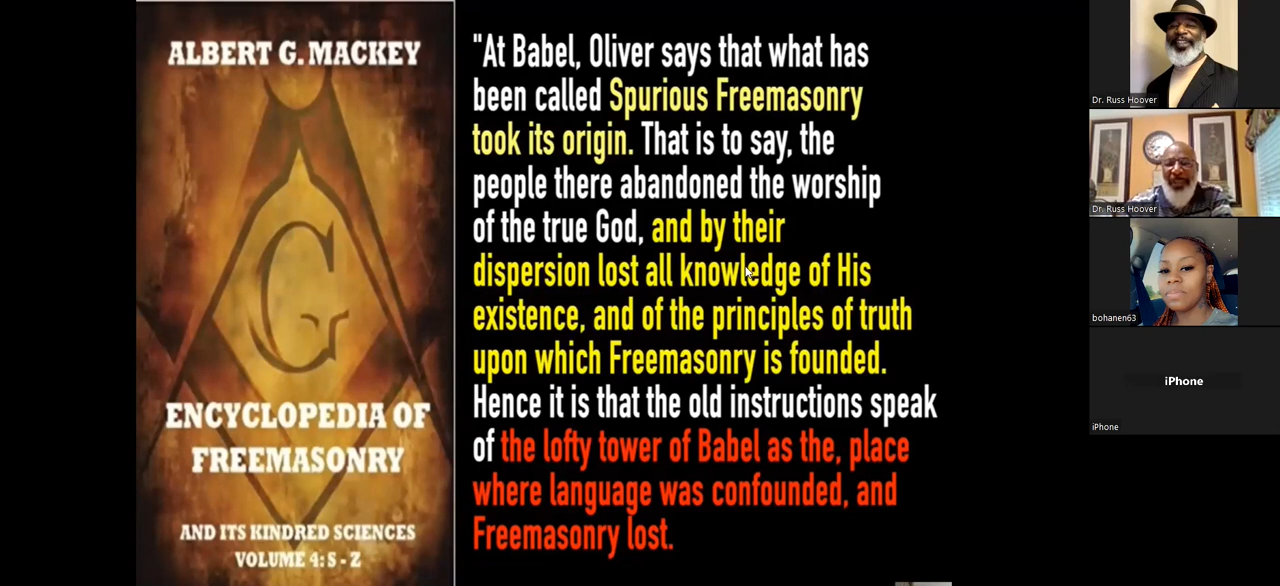 ALBERT G. MACKEY
G
ENCYCLOPEDIA OF
FREEMASONRY
AND ITS KINDRED SCIENCES
VOLUME 4: S - Z
"At Babel, Oliver says that what has
been called Spurious Freemasonry
took its origin. That is to say, the
people there abandoned the worship
of the true God, and by their
dispersion lost all knowledge of His
existence, and of the principles of truth
upon which Freemasonry is founded.
Hence it is that the old instructions speak
of the lofty tower of Babel as the, place
where language was confounded, and
Freemasonry lost.
Dr. Russ Hoover
Dr. Russ Hoover
bohanen63
iPhone
iPhone